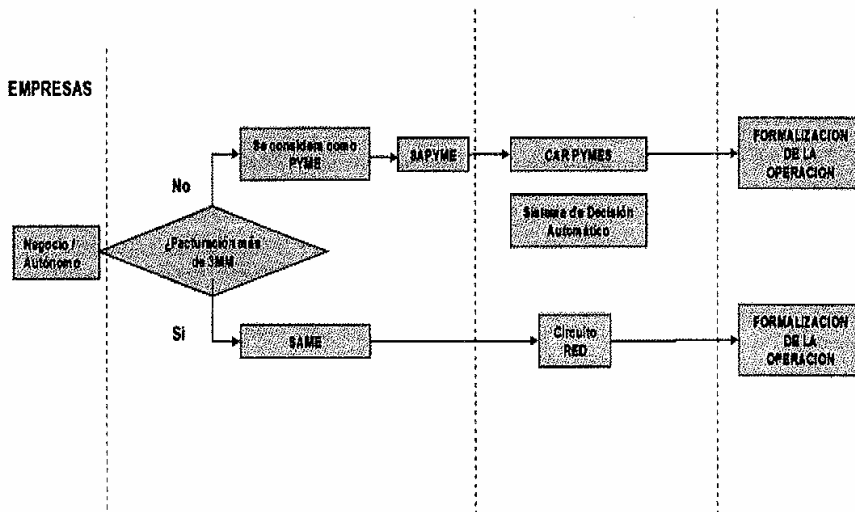 EMPRESAS
Se considera como
PYME
SAPYME
CAR PYMES
FORMALIZACION
DE LA
OPERACION
No
Sistema de Decisión
Automático
Negocio /
Autónomo
¿Facturación más
de 3MM
Si
SAME
Circuito
RED
FORMALIZACION
DE LA
OPERACION